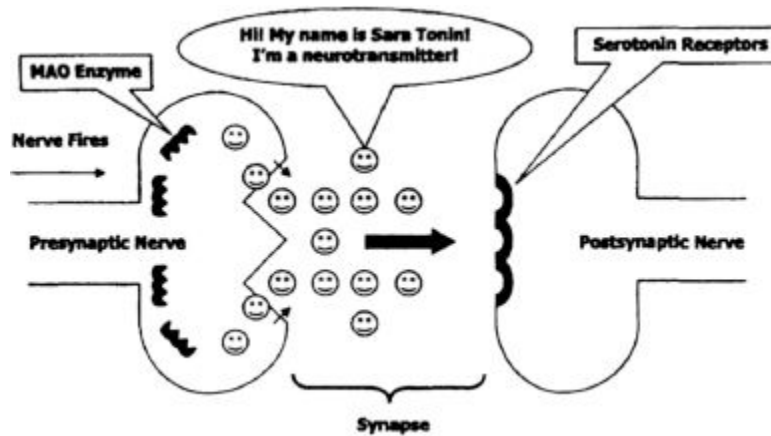 Hi! My name is Sara Tonin!
I'm a neurotransmitter!
Serotonin Receptors
MAO Enzyme
Nerve Fires
Presynaptic Nerve
Postsynaptic Nerve
Synapse